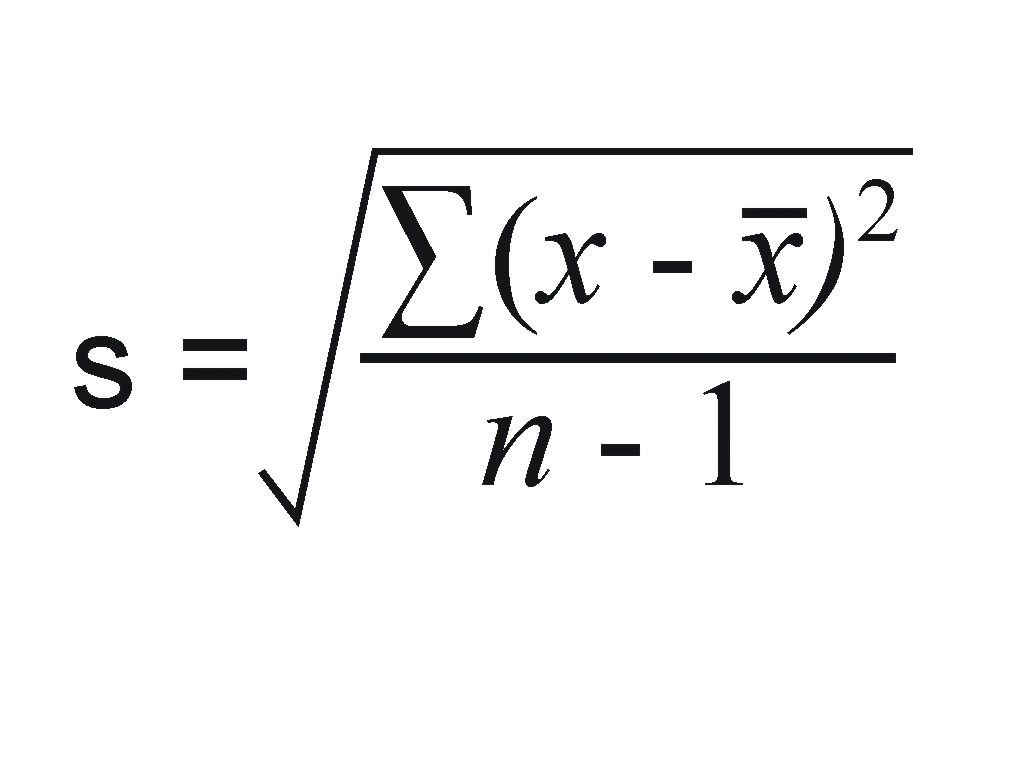 s = √(∑(x - x̄)² / (n - 1))